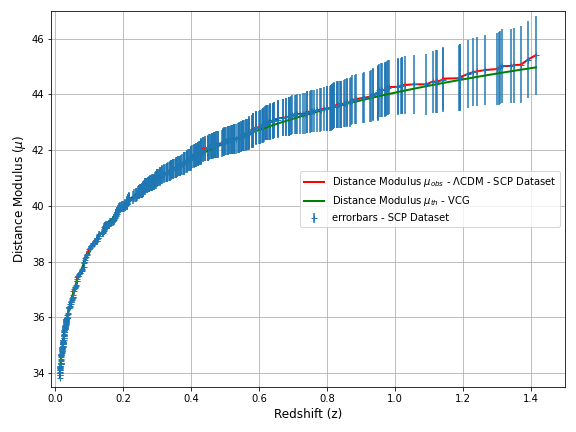 46
44
42
40
38
36
34
Distance Modulus (μ)
Distance Modulus μobs - ΛCDM - SCP Dataset
Distance Modulus μth - VCG
errorbars - SCP Dataset
0.0 0.2 0.4 0.6 0.8 1.0 1.2 1.4
Redshift (z)